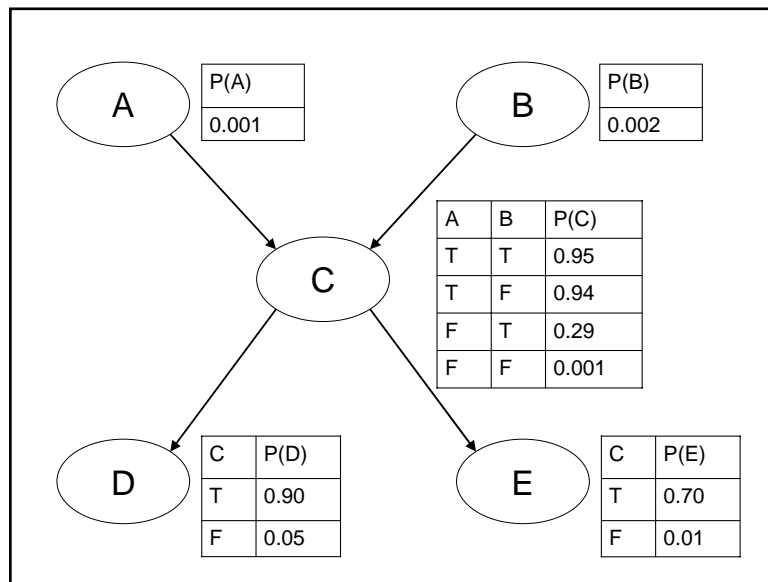 A
P(A)
0.001
B
P(B)
0.002
C
A B P(C)
T T 0.95
T F 0.94
F T 0.29
F F 0.001
D
C P(D)
T 0.90
F 0.05
E
C P(E)
T 0.70
F 0.01